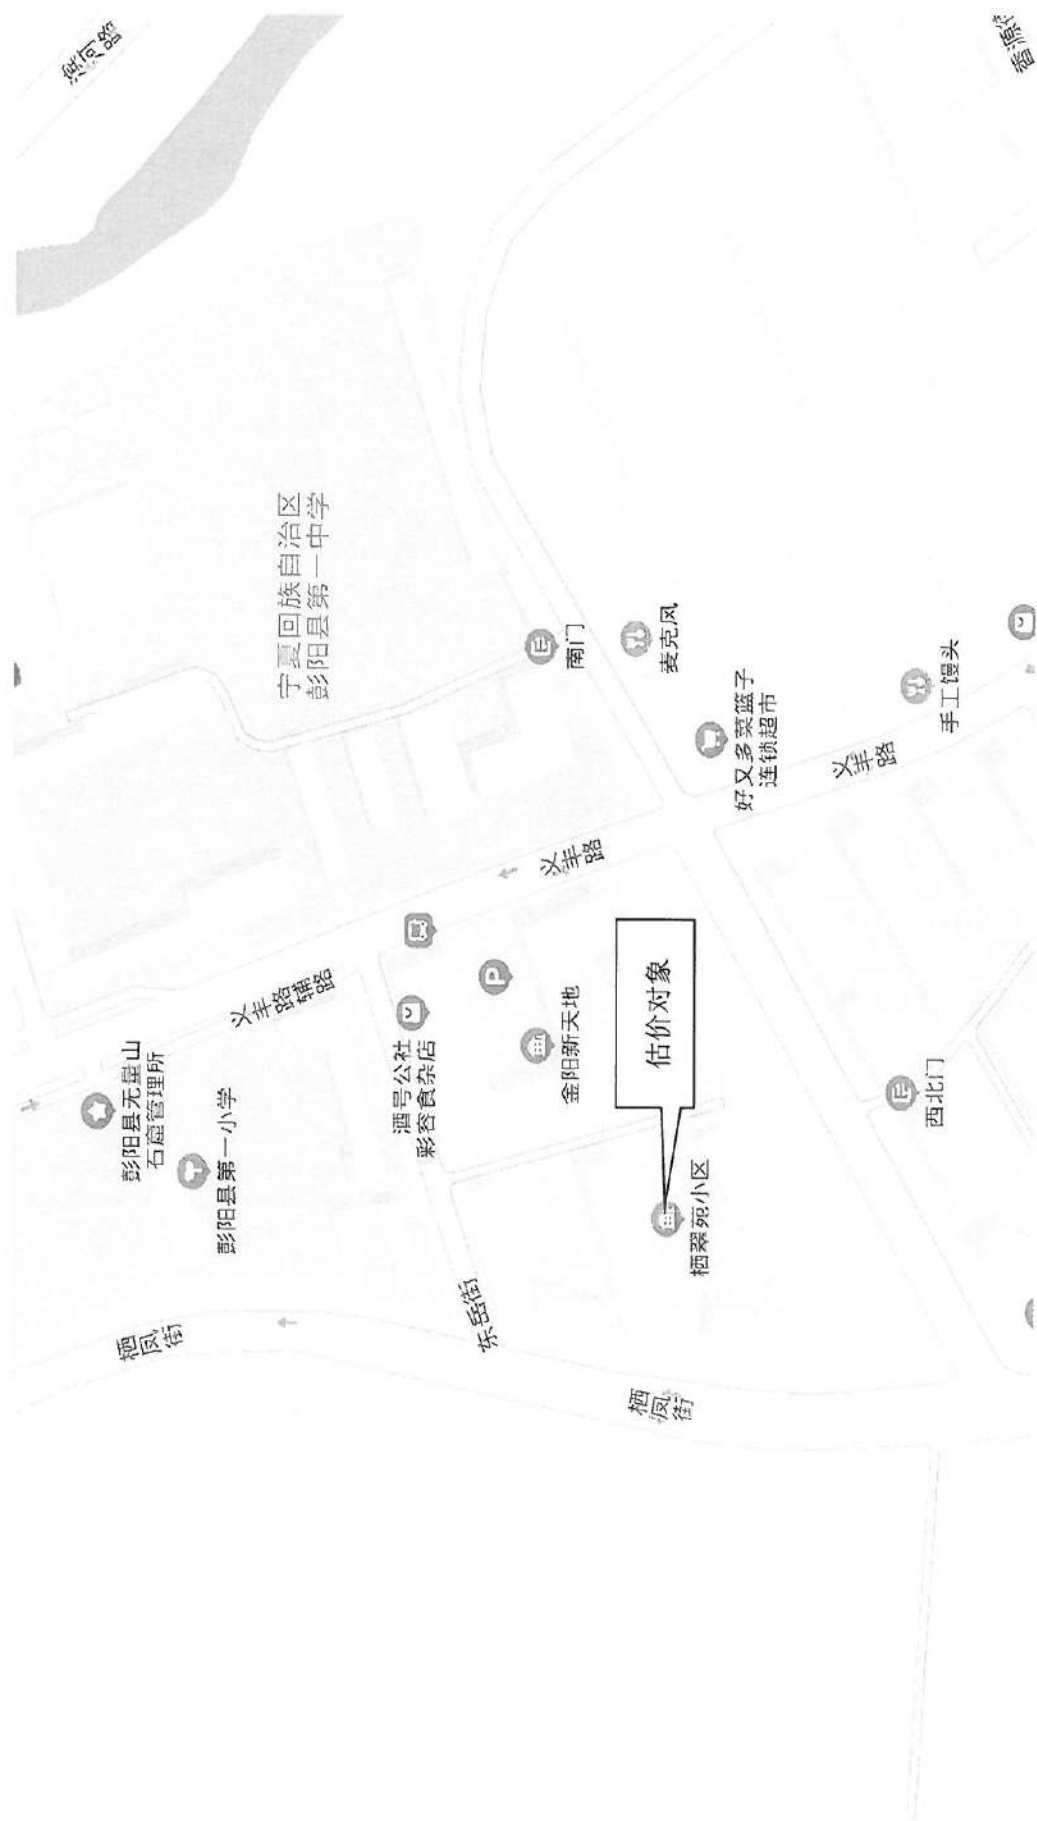 栖凤街
彭阳县无量山
石窟管理所
彭阳县第一小学
义丰路辅路
宁夏回族自治区
彭阳县第一中学
酒号公社
彩容食杂店
东岳街
P
金阳新天地
义丰路
南门
估价对象
栖翠苑小区
栖凤街
麦克风
好又多菜篮子
连锁超市
义丰路
西北门
手工馒头